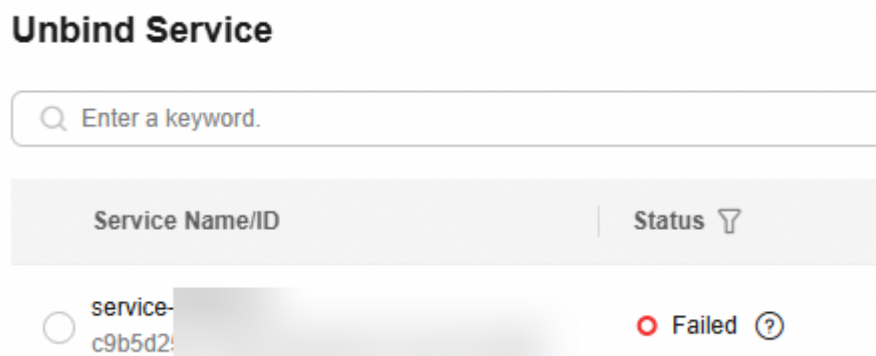 Unbind Service
Enter a keyword.
Service Name/ID
Status
service-
Failed
c9b5d2